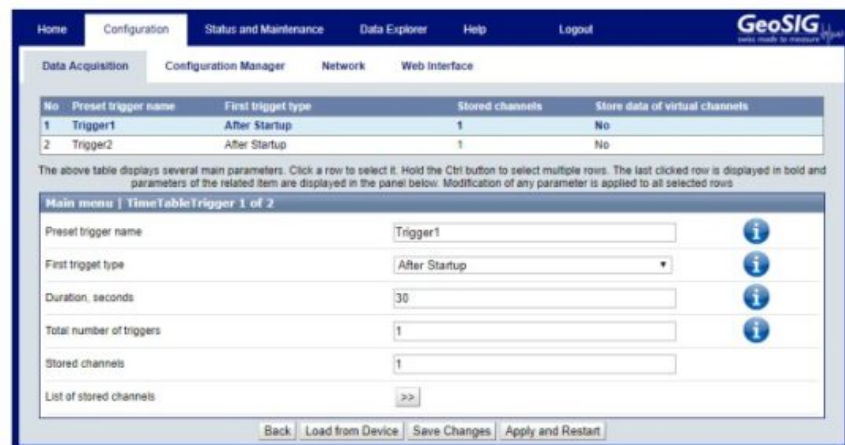 Home Configuration Status and Maintenance Data Explorer Help Logout GeoSIG
swiss made to measure
Data Acquisition Configuration Manager Network Web Interface
No Preset trigger name First trigget type Stored channels Store data of virtual channels
1 Trigger1 After Startup 1 No
2 Trigger2 After Startup 1 No
The above table displays several main parameters. Click a row to select it. Hold the Ctrl button to select multiple rows. The last clicked row is displayed in bold and
parameters of the related item are displayed in the panel below. Modification of any parameter is applied to all selected rows
Main menu | TimeTableTrigger 1 of 2
Preset trigger name Trigger1 i
First trigget type After Startup i
Duration, seconds 30 i
Total number of triggers 1 i
Stored channels 1
List of stored channels >>
Back Load from Device Save Changes Apply and Restart